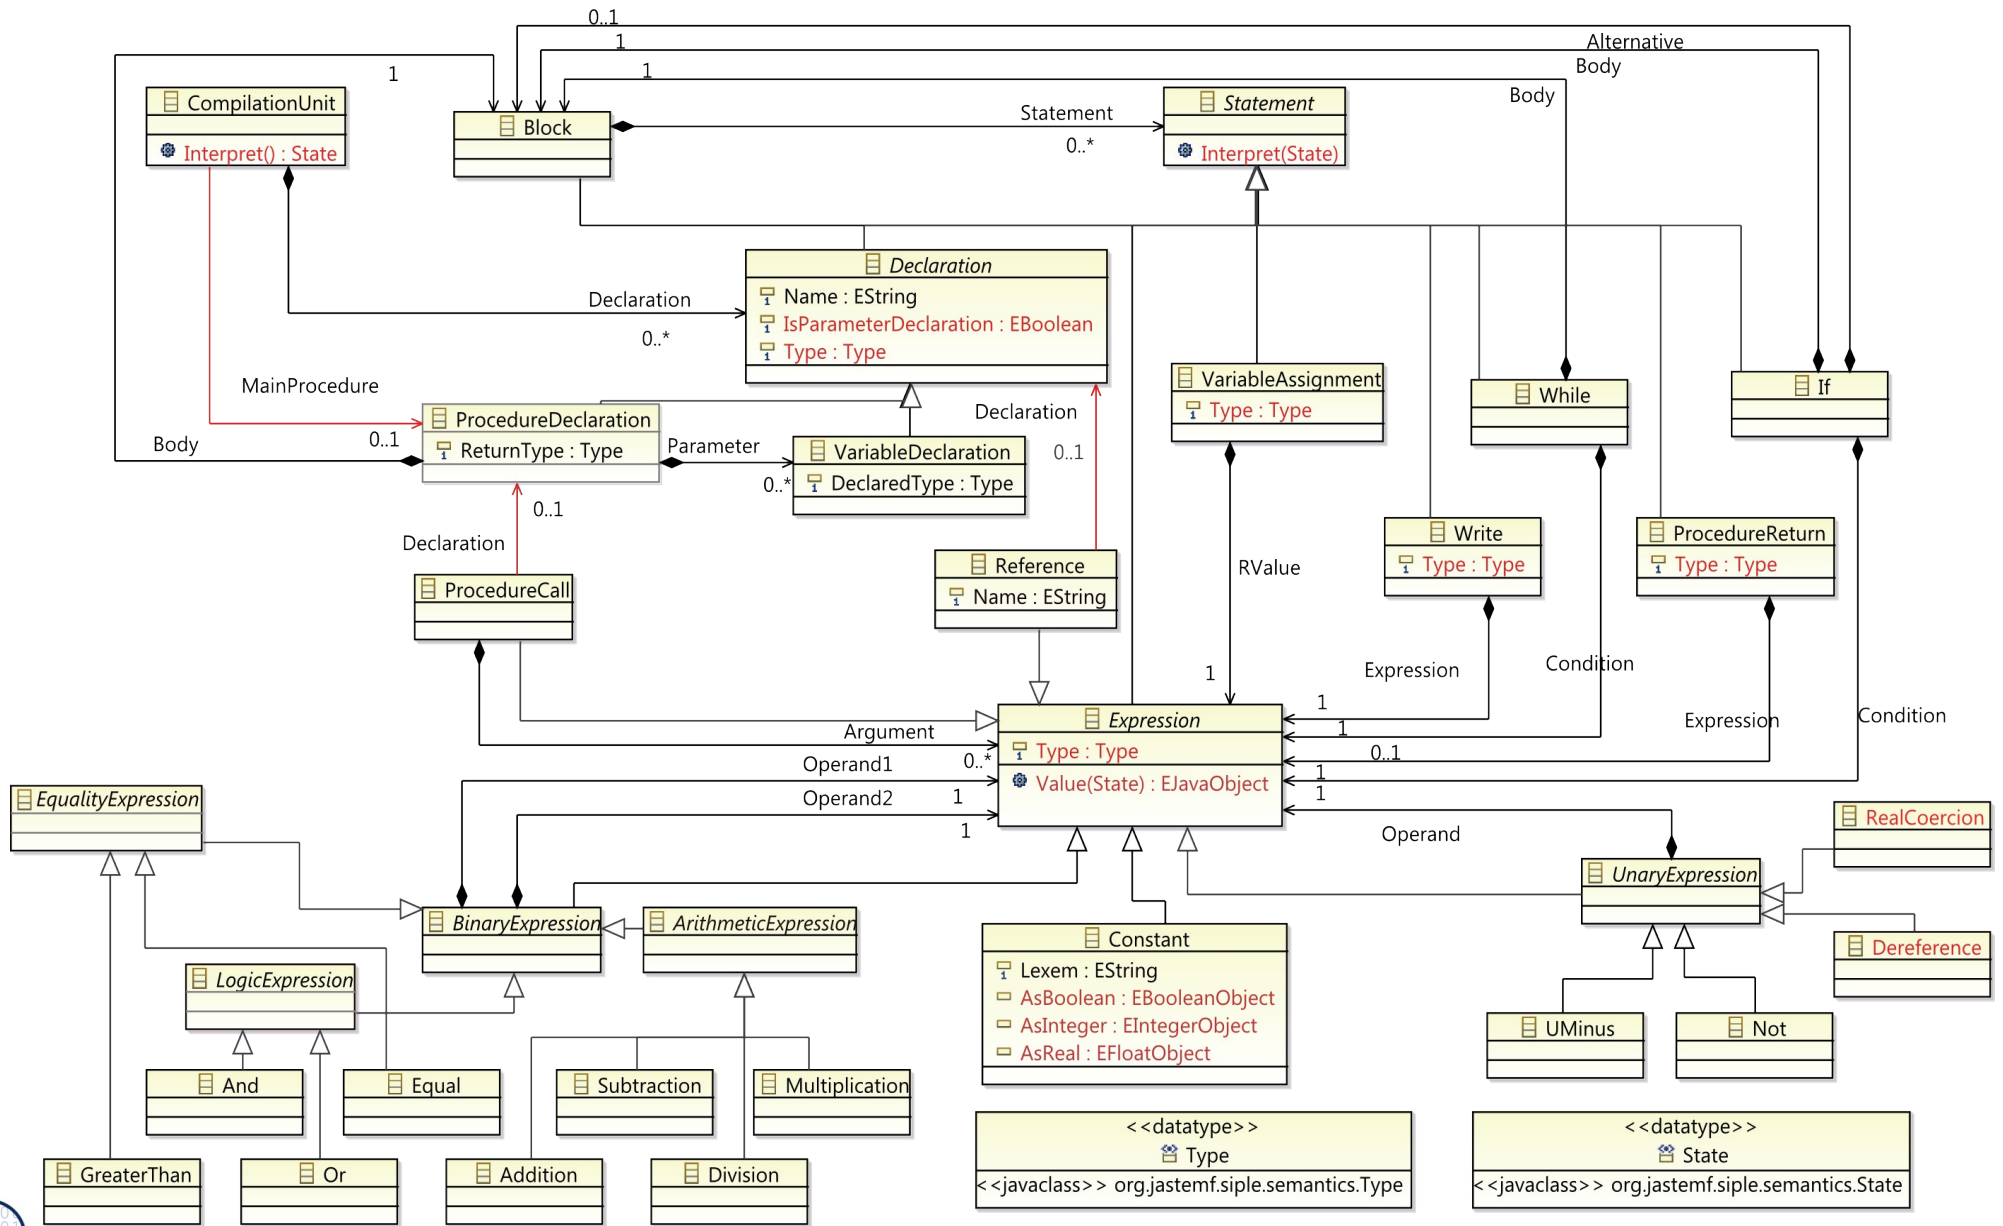 0..1
1
Alternative
1
Body
1
Body
CompilationUnit
Interpret() : State
Block
Statement
0..*
Statement
Interpret(State)
Declaration
Name : EString
IsParameterDeclaration : EBoolean
Type : Type
Declaration
0..*
MainProcedure
0..1
Body
ProcedureDeclaration
ReturnType : Type
Parameter
0..*
VariableDeclaration
DeclaredType : Type
Declaration
0..1
VariableAssignment
Type : Type
While
If
0..1
Declaration
ProcedureCall
Reference
Name : EString
RValue
1
Write
Type : Type
ProcedureReturn
Type : Type
Expression
Condition
Expression
Condition
1
1
0..1
1
1
Expression
Type : Type
Value(State) : EJavaObject
Argument
0..*
Operand1
1
Operand2
1
Operand
EqualityExpression
RealCoercion
UnaryExpression
Dereference
BinaryExpression
ArithmeticExpression
LogicExpression
Constant
Lexem : EString
AsBoolean : EBooleanObject
AsInteger : EIntegerObject
AsReal : EFloatObject
UMinus
Not
And
Equal
Subtraction
Multiplication
GreaterThan
Or
Addition
Division
<<datatype>>
Type
<<javaclass>> org.jastemf.siple.semantics.Type
<<datatype>>
State
<<javaclass>> org.jastemf.siple.semantics.State